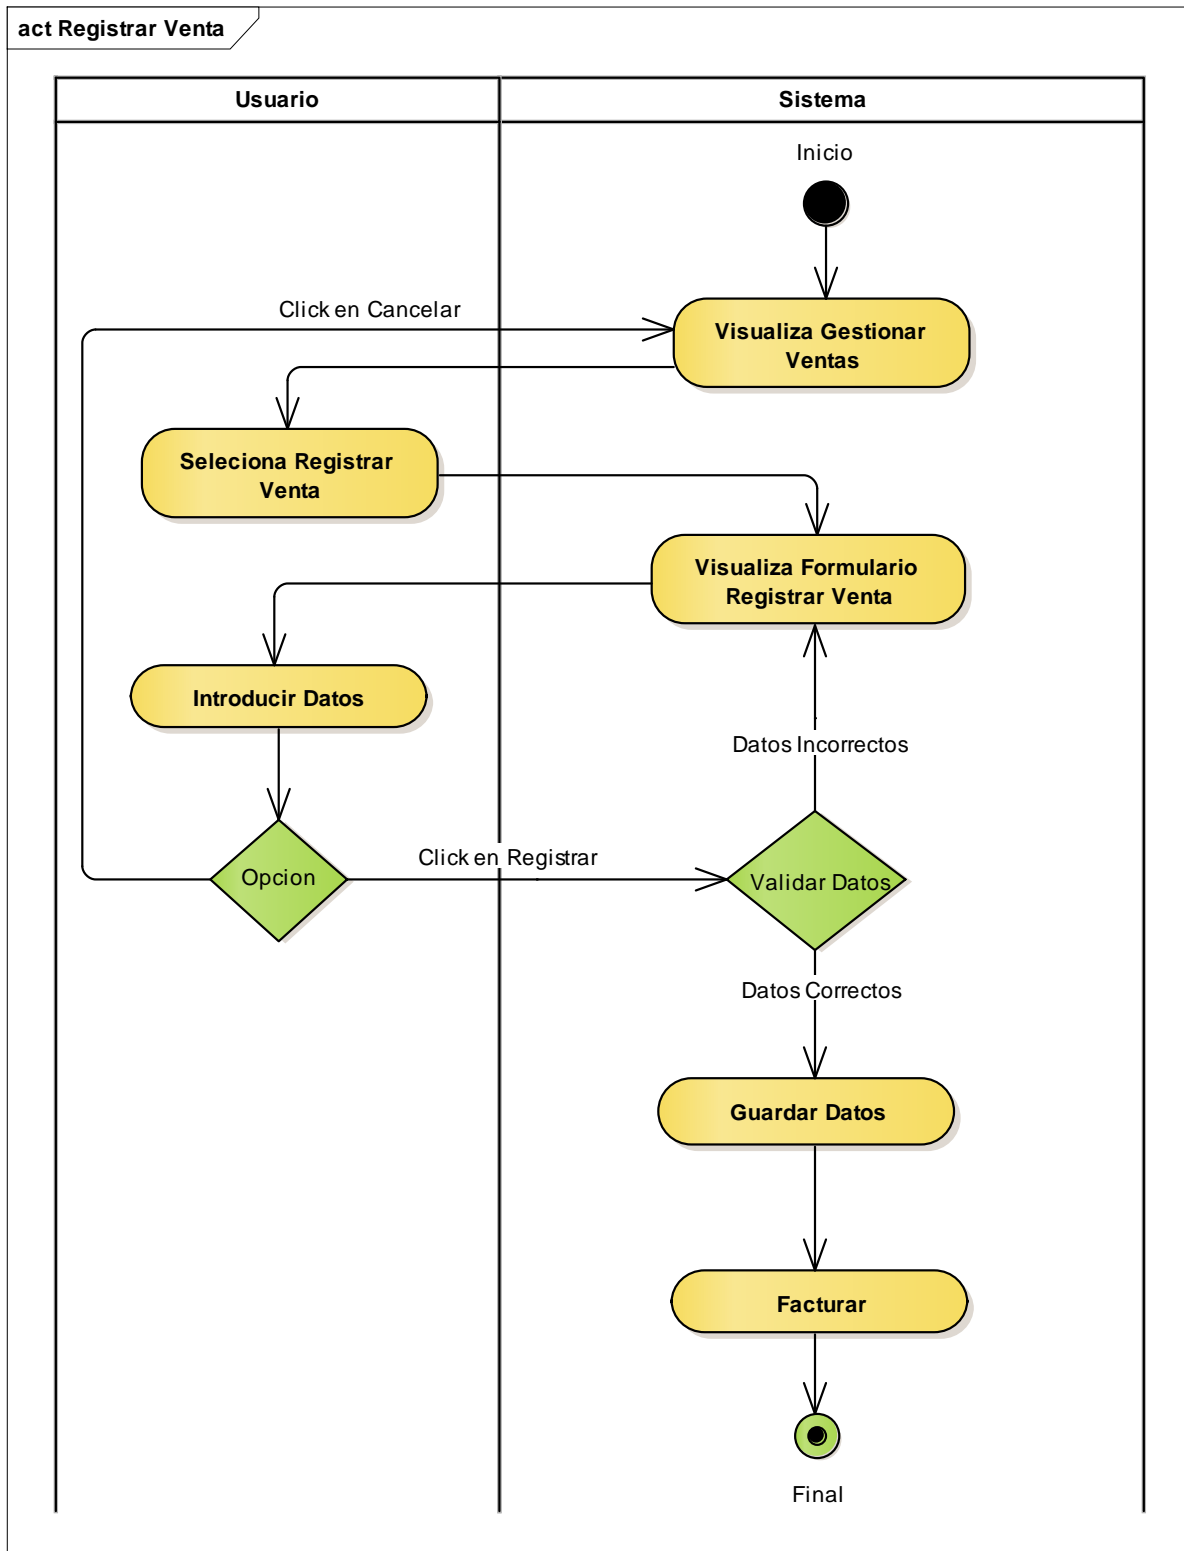 act Registrar Venta
Usuario
Sistema
Inicio
Click en Cancelar
Visualiza Gestionar
Ventas
Seleciona Registrar
Venta
Visualiza Formulario
Registrar Venta
Introducir Datos
Datos Incorrectos
Opcion
Click en Registrar
Validar Datos
Datos Correctos
Guardar Datos
Facturar
Final